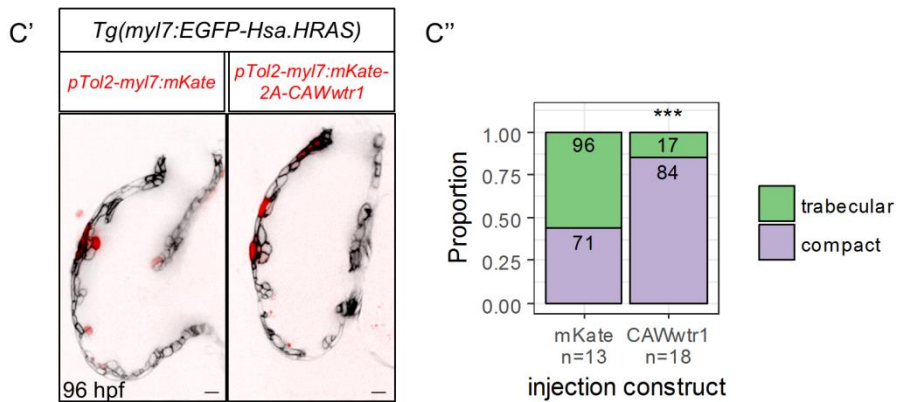 C’
Tg(myl7:EGFP-Hsa.HRAS)
pTol2-myl7:mKate
pTol2-myl7:mKate-
2A-CAWwtr1
96 hpf
C’’
***
Proportion
1.00
0.75
0.50
0.25
0.00
96
71
17
84
mKate
n=13
CAWwtr1
n=18
injection construct
trabecular
compact